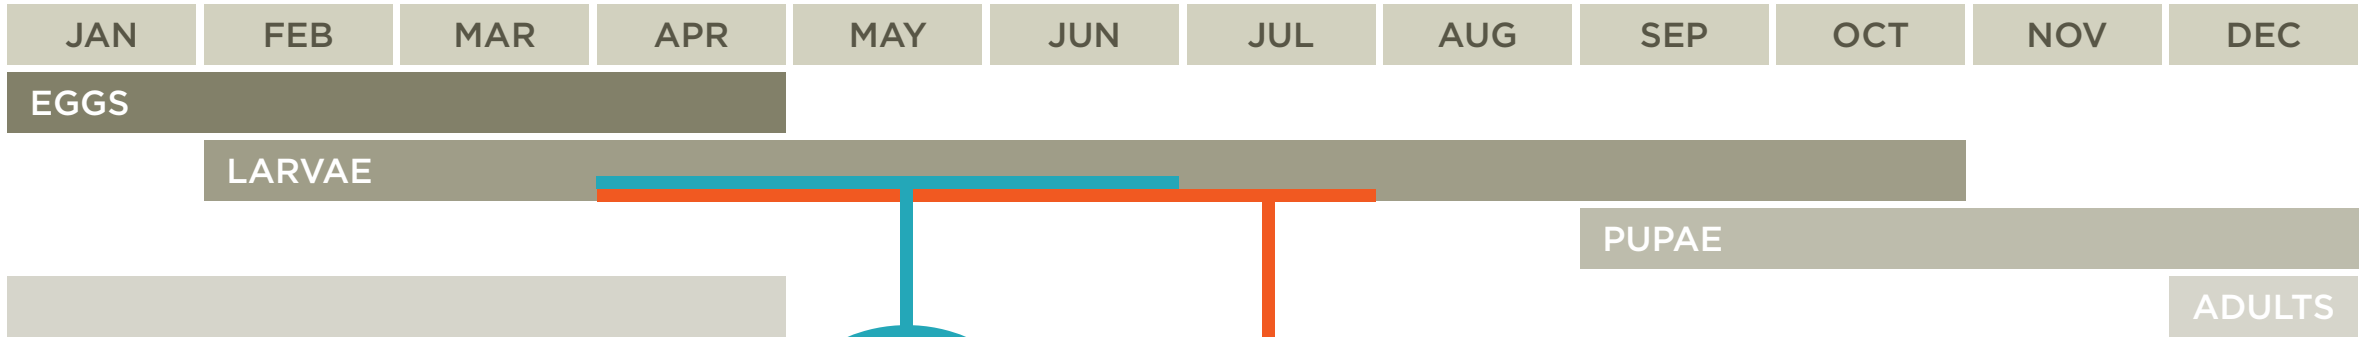 JAN FEB MAR APR MAY JUN JUL AUG SEP OCT NOV DEC
EGGS
LARVAE
PUPAE
ADULTS